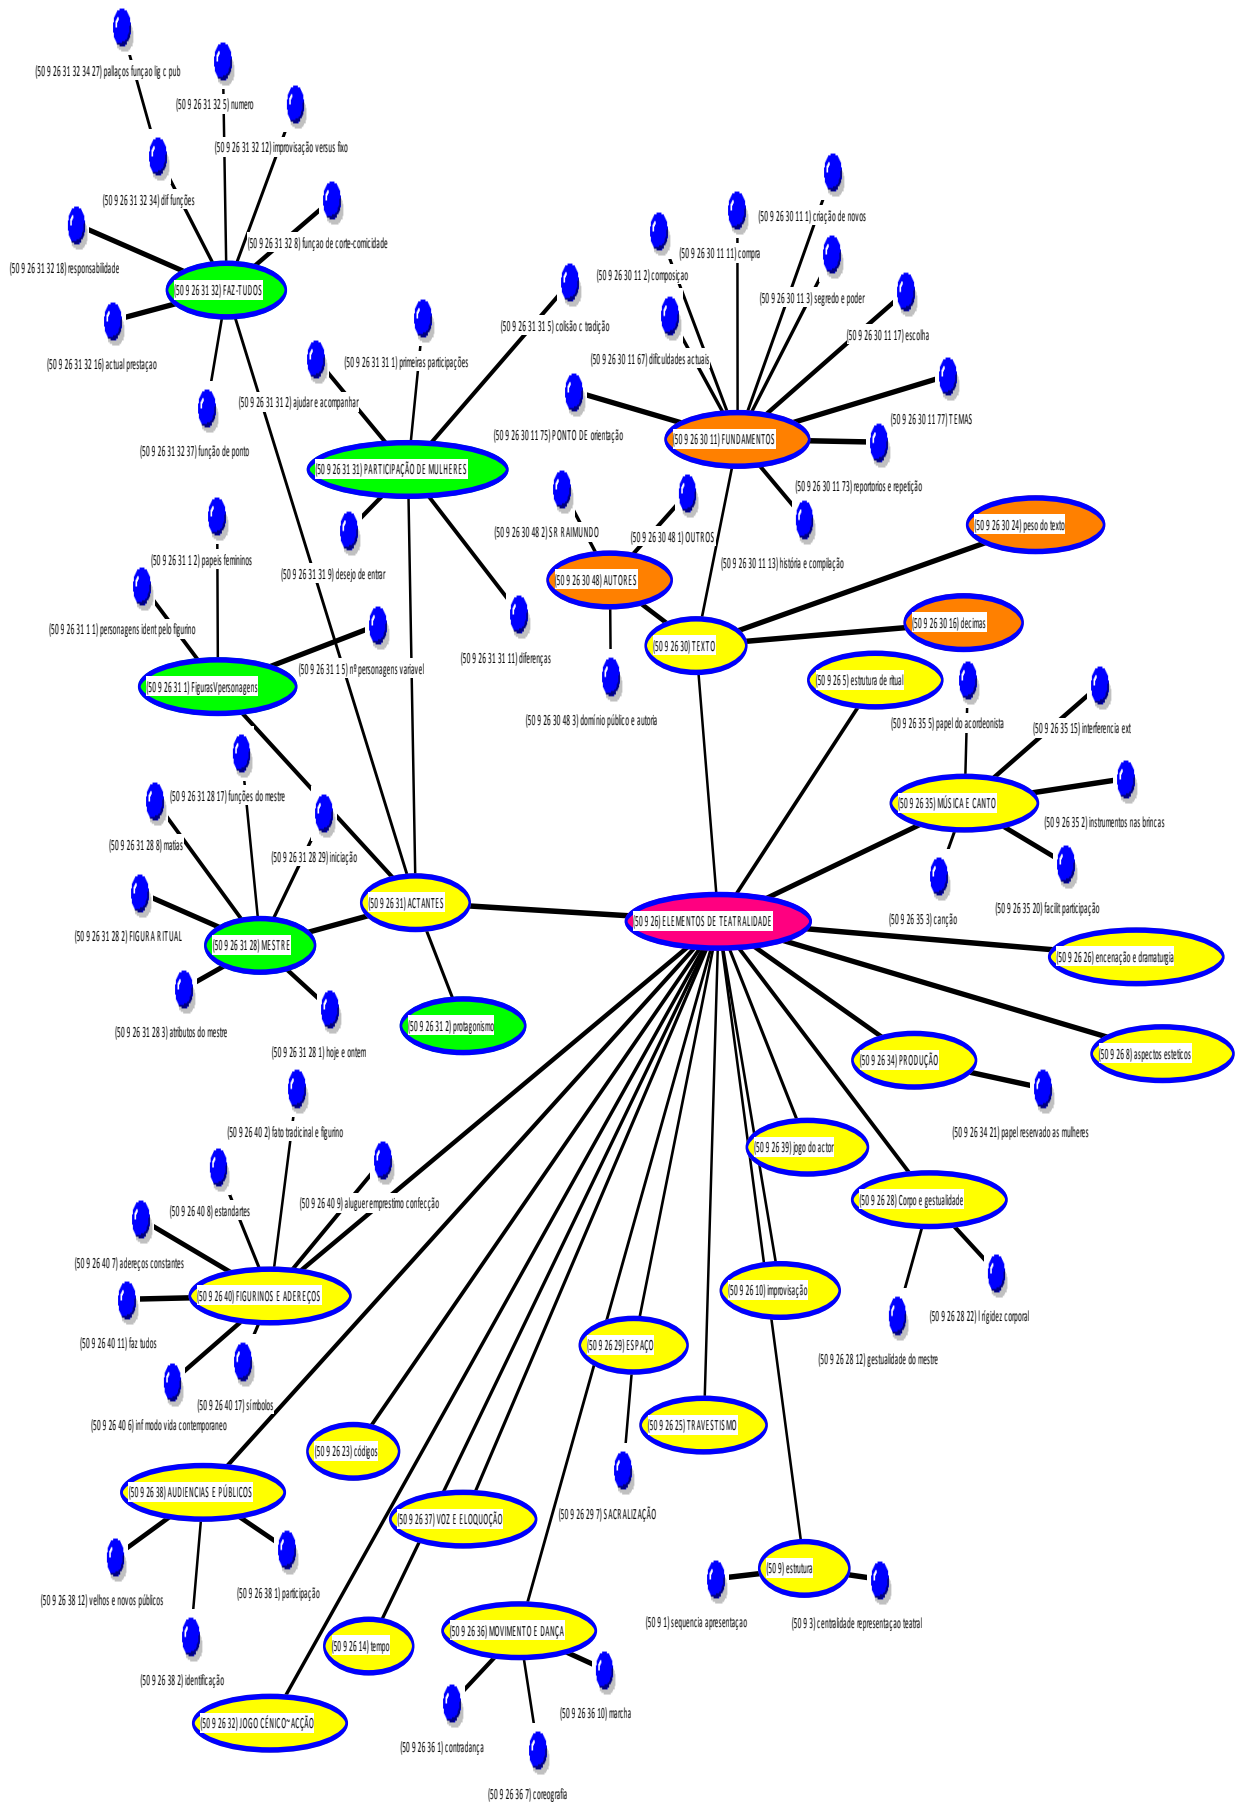 (50 9 26 31 32 34 27) pallaços funçao lig c pub
(50 9 26 31 32 5) numero
(50 9 26 31 32 12) improvisação versus fixo
(50 9 26 31 32 34) dif funções
(50 9 26 31 32 8) funçao de corte-comicidade
(50 9 26 31 32 18) responsabilidade
(50 9 26 31 32) FAZ-TUDOS
(50 9 26 31 32 16) actual prestaçao
(50 9 26 31 32 37) função de ponto
(50 9 26 31 31 5) colisão c tradição
(50 9 26 31 31 1) primeiras participações
(50 9 26 31 31 2) ajudar e acompanhar
(50 9 26 31 31) PARTICIPAÇÃO DE MULHERES
(50 9 26 31 31 9) desejo de entrar
(50 9 26 31 31 11) diferenças
(50 9 26 30 11 1) criação de novos
(50 9 26 30 11 11) compra
(50 9 26 30 11 2) composiçao
(50 9 26 30 11 3) segredo e poder
(50 9 26 30 11 17) escolha
(50 9 26 30 11 67) dificuldades actuais
(50 9 26 30 11 77) TEMAS
(50 9 26 30 11 75) PONTO DE orientação
(50 9 26 30 11) FUNDAMENTOS
(50 9 26 30 11 73) reportorios e repetição
(50 9 26 30 11 13) história e compilação
(50 9 26 30 48 2) SR RAIMUNDO
(50 9 26 30 48 1) OUTROS
(50 9 26 30 48) AUTORES
(50 9 26 30 48 3) dominio público e autoria
(50 9 26 30 24) peso do texto
(50 9 26 30 16) decimas
(50 9 26 30) TEXTO
(50 9 26 5) estrutura de ritual
(50 9 26 31 1 2) papeis femininos
(50 9 26 31 1 1) personagens ident pelo figurino
(50 9 26 31 1 5) nº personagens variavel
(50 9 26 31 1) Figuras\/personagens
(50 9 26 35 5) papel do acordeonista
(50 9 26 35 15) interferencia ext
(50 9 26 35) MÚSICA E CANTO
(50 9 26 35 2) instrumentos nas brincas
(50 9 26 35 20) facilit participação
(50 9 26 35 3) canção
(50 9 26 31 28 17) funções do mestre
(50 9 26 31 28 8) matias
(50 9 26 31 28 29) iniciação
(50 9 26 31 28 2) FIGURA RITUAL
(50 9 26 31 28) MESTRE
(50 9 26 31 28 3) atributos do mestre
(50 9 26 31 28 1) hoje e ontem
(50 9 26 31) ACTANTES
(50 9 26 31 2) protagonismo
(50 9 26) ELEMENTOS DE TEATRALIDADE
(50 9 26 26) encenação e dramaturgia
(50 9 26 8) aspectos esteticos
(50 9 26 34) PRODUÇÃO
(50 9 26 34 21) papel reservado as mulheres
(50 9 26 39) jogo do actor
(50 9 26 28) Corpo e gestualidade
(50 9 26 28 22) l rigidez corporal
(50 9 26 28 12) gestualidade do mestre
(50 9 26 10) improvisação
(50 9 26 40 2) fato tradicinal e figurino
(50 9 26 40 9) aluguer emprestimo confecção
(50 9 26 40 8) estandartes
(50 9 26 40 7) adereços constantes
(50 9 26 40) FIGURINOS E ADEREÇOS
(50 9 26 40 11) faz tudos
(50 9 26 40 17) símbolos
(50 9 26 40 6) inf modo vida contemporaneo
(50 9 26 29) ESPAÇO
(50 9 26 29 7) SACRALIZAÇÃO
(50 9 26 25) TRAVESTISMO
(50 9 26 23) códigos
(50 9 26 38) AUDIENCIAS E PÚBLICOS
(50 9 26 38 1) participação
(50 9 26 38 12) velhos e novos públicos
(50 9 26 38 2) identificação
(50 9 26 37) VOZ E ELOQUOÇÃO
(50 9) estrutura
(50 9 1) sequencia apresentaçao
(50 9 3) centralidade representaçao teatral
(50 9 26 14) tempo
(50 9 26 36) MOVIMENTO E DANÇA
(50 9 26 36 10) marcha
(50 9 26 36 1) contradança
(50 9 26 36 7) coreografia
(50 9 26 32) JOGO CÉNICO~ACÇÃO